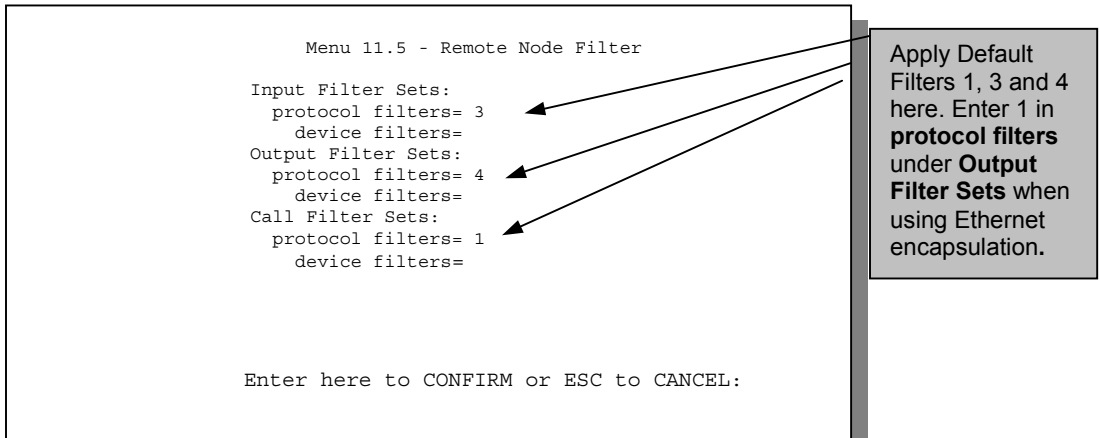 Menu 11.5 - Remote Node Filter
Input Filter Sets:
protocol filters= 3
device filters=
Output Filter Sets:
protocol filters= 4
device filters=
Call Filter Sets:
protocol filters= 1
device filters=
Enter here to CONFIRM or ESC to CANCEL:
Apply Default
Filters 1, 3 and 4
here. Enter 1 in
protocol filters
under Output
Filter Sets when
using Ethernet
encapsulation.